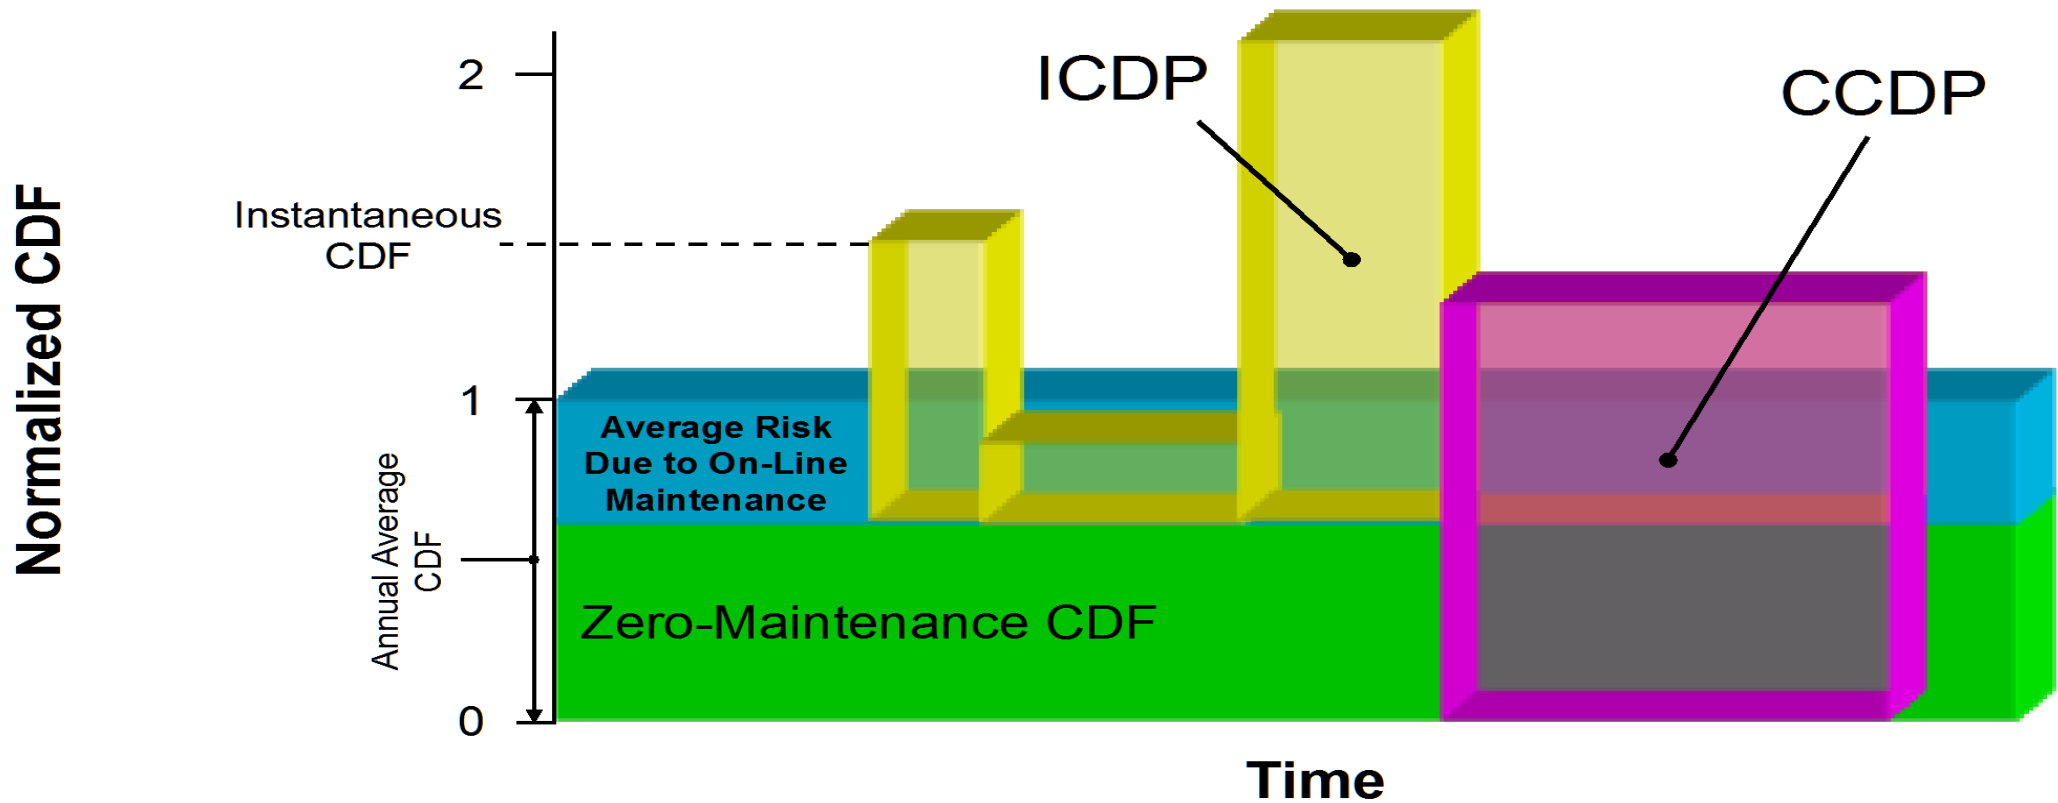 2
ICDP
CCDP
Instantaneous
CDF
Normalized CDF
1
Average Risk
Due to On-Line
Maintenance
Annual Average
CDF
Zero-Maintenance CDF
0
Time